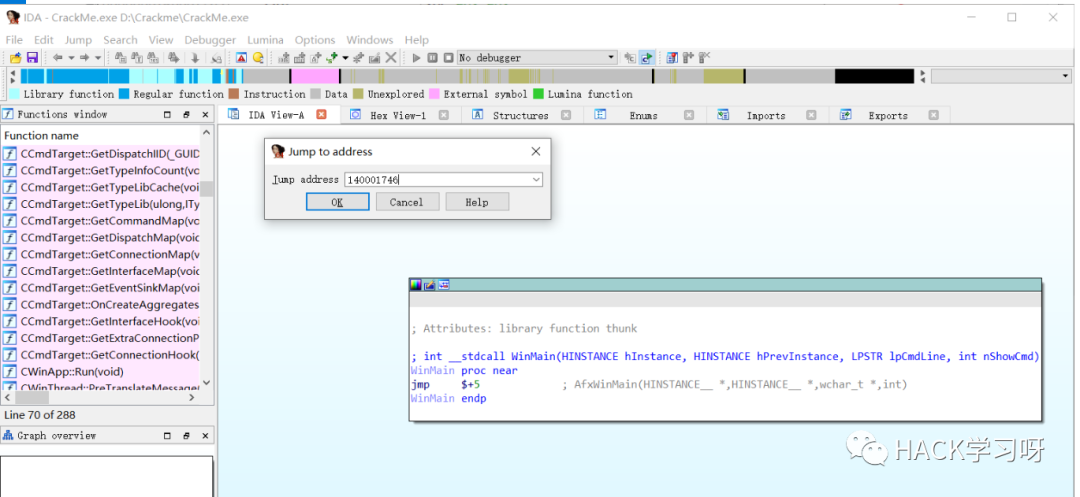 IDA - CrackMe.exe D:\Crackme\CrackMe.exe
File Edit Jump Search View Debugger Lumina Options Windows Help
No debugger
Library function Regular function Instruction Data Unexplored External symbol Lumina function
Functions window
IDA View-A Hex View-1 Structures Enums Imports Exports
Function name
CCmdTarget::GetDispatchIID(_GUID
CCmdTarget::GetTypeInfoCount(vo
CCmdTarget::GetTypeLibCache(voi
CCmdTarget::GetTypeLib(ulong,ITy
CCmdTarget::GetCommandMap(vo
CCmdTarget::GetDispatchMap(void
CCmdTarget::GetConnectionMap(v
CCmdTarget::GetInterfaceMap(voic
CCmdTarget::GetEventSinkMap(voi
CCmdTarget::OnCreateAggregates
CCmdTarget::GetInterfaceHook(voi
CCmdTarget::GetExtraConnectionP
CCmdTarget::GetConnectionHook(
CWinApp::Run(void)
CWinThread::PreTranslateMessage(
Line 70 of 288
Graph overview
Jump to address
Jump address 140001746
OK Cancel Help
; Attributes: library function thunk
; int __stdcall WinMain(HINSTANCE hInstance, HINSTANCE hPrevInstance, LPSTR lpCmdLine, int nShowCmd)
WinMain proc near
jmp $+5 ; AfxWinMain(HINSTANCE__ *,HINSTANCE__ *,wchar_t *,int)
WinMain endp
HACK学习呀